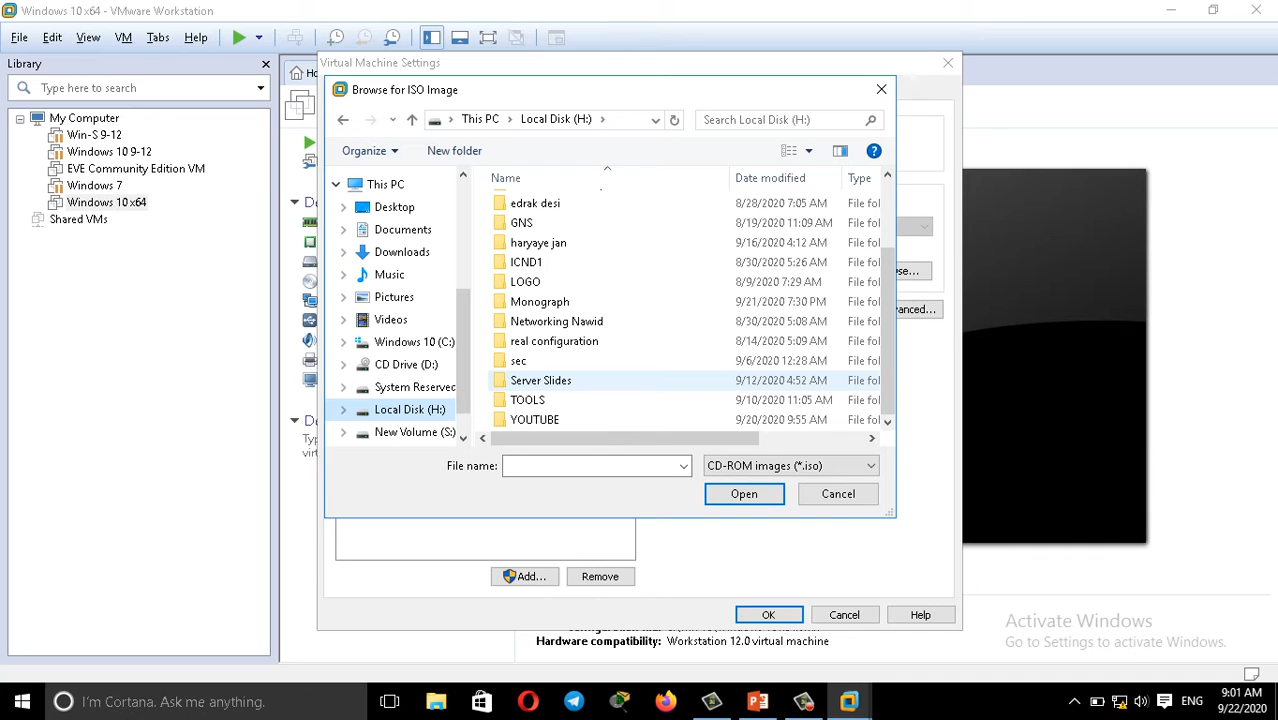 Windows 10 x64 - VMware Workstation
File Edit View VM Tabs Help
Library
Type here to search
My Computer
Win-S 9-12
Windows 10 9-12
EVE Community Edition VM
Windows 7
Windows 10 x64
Shared VMs
Virtual Machine Settings
Browse for ISO Image
This PC Local Disk (H:)
Search Local Disk (H:)
Organize New folder
This PC
Desktop
Documents
Downloads
Music
Pictures
Videos
Windows 10 (C:)
CD Drive (D:)
System Reserved
Local Disk (H:)
New Volume (S:)
Name Date modified Type
edrak desi 8/28/2020 7:05 AM File fol
GNS 8/19/2020 11:09 AM File fol
haryaye jan 9/16/2020 4:12 AM File fol
ICND1 8/30/2020 5:26 AM File fol
LOGO 8/9/2020 7:29 AM File fol
Monograph 9/21/2020 7:30 PM File fol
Networking Nawid 8/30/2020 5:08 AM File fol
real configuration 8/14/2020 5:09 AM File fol
sec 9/6/2020 12:28 AM File fol
Server Slides 9/12/2020 4:52 AM File fol
TOOLS 9/10/2020 11:05 AM File fol
YOUTUBE 9/20/2020 9:55 AM File fol
File name:
CD-ROM images (*.iso)
Open Cancel
Add... Remove
OK Cancel Help
Hardware compatibility: Workstation 12.0 virtual machine
Activate Windows
Go to Settings to activate Windows.
I'm Cortana. Ask me anything.
ENG
9:01 AM
9/22/2020